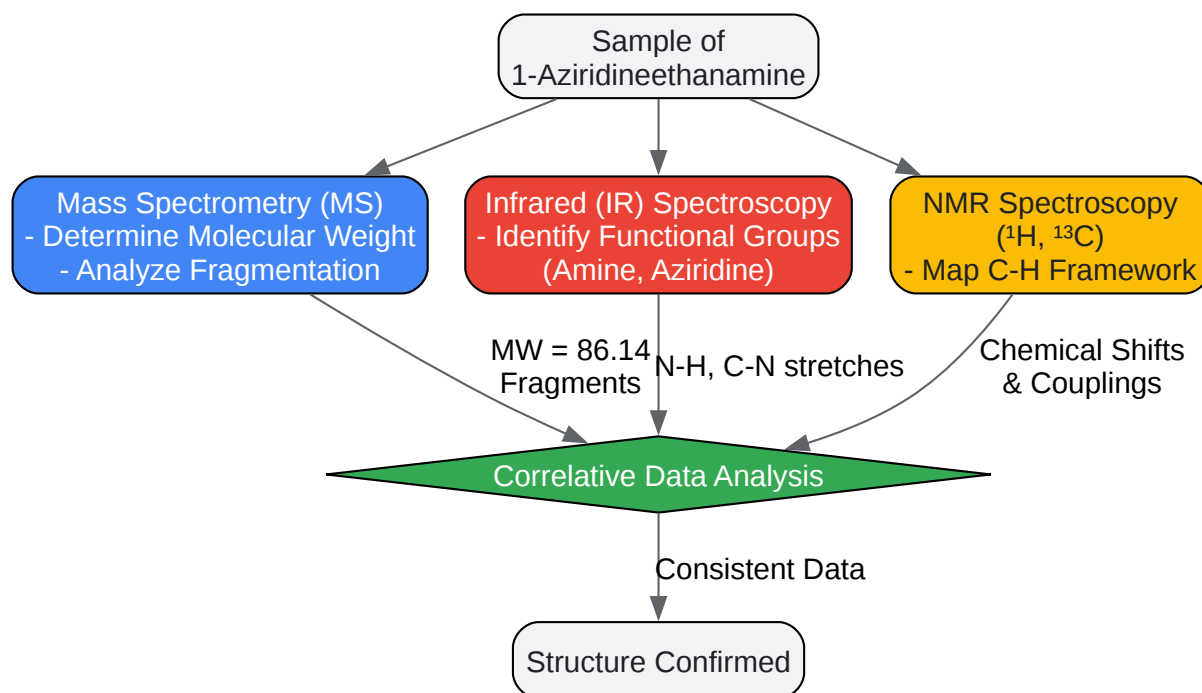 Sample of
1-Aziridineethanamine
Mass Spectrometry (MS)
- Determine Molecular Weight
- Analyze Fragmentation
Infrared (IR) Spectroscopy
- Identify Functional Groups
(Amine, Aziridine)
NMR Spectroscopy
(¹H, ¹³C)
- Map C-H Framework
MW = 86.14
Fragments
N-H, C-N stretches
Chemical Shifts
& Couplings
Correlative Data Analysis
Consistent Data
Structure Confirmed